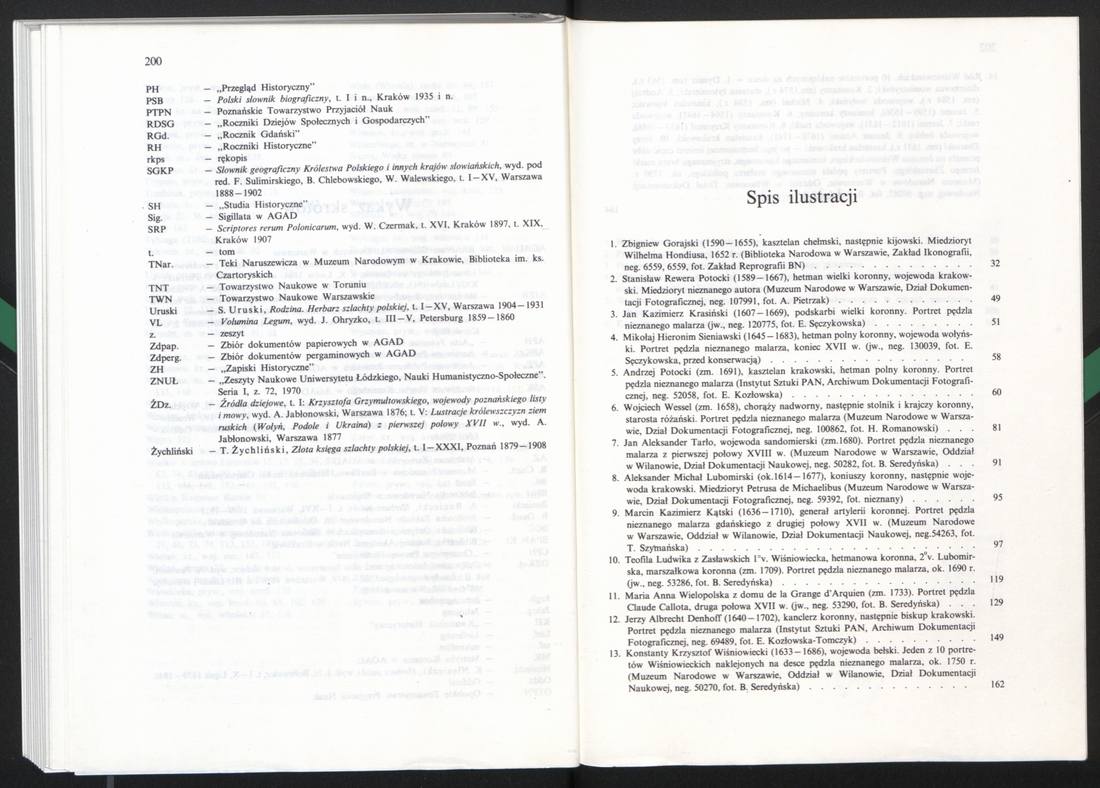 200
PH – „Przegląd Historyczny”
PSB – Polski słownik biograficzny, t. I i n., Kraków 1935 i n.
PTPN – Poznańskie Towarzystwo Przyjaciół Nauk
RDSG – „Roczniki Dziejów Społecznych i Gospodarczych”
RGd. – „Rocznik Gdański”
RH – „Roczniki Historyczne”
rkps – rękopis
SGKP – Słownik geograficzny Królestwa Polskiego i innych krajów słowiańskich, wyd. pod
red. F. Sulimirskiego, B. Chlebowskiego, W. Walewskiego, t. I–XV, Warszawa
1888–1902
SH – „Studia Historyczne”
Sig. – Sigillata w AGAD
SRP – Scriptores rerum Polonicarum, wyd. W. Czermak, t. XVI, Kraków 1897, t. XIX,
Kraków 1907
t. – tom
TNar. – Teki Naruszewicza w Muzeum Narodowym w Krakowie, Biblioteka im. ks.
Czartoryskich
TNT – Towarzystwo Naukowe w Toruniu
TWN – Towarzystwo Naukowe Warszawskie
Uruski – S. Uruski, Rodzina. Herbarz szlachty polskiej, t. I–XV, Warszawa 1904–1931
VL – Volumina Legum, wyd. J. Ohryzko, t. III–V, Petersburg 1859–1860
z. – zeszyt
Zdpap. – Zbiór dokumentów papierowych w AGAD
Zdperg. – Zbiór dokumentów pergaminowych w AGAD
ZH – „Zapiski Historyczne”
ZNUŁ – „Zeszyty Naukowe Uniwersytetu Łódzkiego, Nauki Humanistyczno-Społeczne”.
Seria I, z. 72, 1970
ŻDz. – Źródła dziejowe, t. I: Krzysztofa Grzymułtowskiego, wojewody poznańskiego listy
i mowy, wyd. A. Jabłonowski, Warszawa 1876; t. V: Lustracje królewszczyzn ziem
ruskich (Wołyń, Podole i Ukraina) z pierwszej połowy XVII w., wyd. A.
Jabłonowski, Warszawa 1877
Żychliński – T. Żychliński, Złota księga szlachty polskiej, t. I–XXXI, Poznań 1879–1908
Spis ilustracji
1. Zbigniew Gorajski (1590–1655), kasztelan chełmski, następnie kijowski. Miedzioryt
Wilhelma Hondiusa, 1652 r. (Biblioteka Narodowa w Warszawie, Zakład Ikonografii,
neg. 6559, 6559, fot. Zakład Reprografii BN) . . . . . . . . . . . 32
2. Stanisław Rewera Potocki (1589–1667), hetman wielki koronny, wojewoda krakow-
ski. Miedzioryt nieznanego autora (Muzeum Narodowe w Warszawie, Dział Dokumen-
tacji Fotograficznej, neg. 107991, fot. A. Pietrzak) . . . . . . . . . . 49
3. Jan Kazimierz Krasiński (1607–1669), podskarbi wielki koronny. Portret pędzla
nieznanego malarza (jw., neg. 120775, fot. E. Sęczykowska) . . . . . . . 51
4. Mikołaj Hieronim Sieniawski (1645–1683), hetman polny koronny, wojewoda wołyńs-
ki. Portret pędzla nieznanego malarza, koniec XVII w. (jw., neg. 130039, fot. E.
Sęczykowska, przed konserwacją) . . . . . . . . . . . . . 58
5. Andrzej Potocki (zm. 1691), kasztelan krakowski, hetman polny koronny. Portret
pędzla nieznanego malarza (Instytut Sztuki PAN, Archiwum Dokumentacji Fotografi-
cznej, neg. 52058, fot. E. Kozłowska) . . . . . . . . . . . . 60
6. Wojciech Wessel (zm. 1658), chorąży nadworny, następnie stolnik i krajczy koronny,
starosta różański. Portret pędzla nieznanego malarza (Muzeum Narodowe w Warsza-
wie, Dział Dokumentacji Fotograficznej, neg. 100862, fot. H. Romanowski) . . . 81
7. Jan Aleksander Tarło, wojewoda sandomierski (zm.1680). Portret pędzla nieznanego
malarza z pierwszej połowy XVIII w. (Muzeum Narodowe w Warszawie, Oddział
w Wilanowie, Dział Dokumentacji Naukowej, neg. 50282, fot. B. Seredyńska) . . . 91
8. Aleksander Michał Lubomirski (ok.1614–1677), koniuszy koronny, następnie woje-
woda krakowski. Miedzioryt Petrusa de Michaelibus (Muzeum Narodowe w Warsza-
wie, Dział Dokumentacji Fotograficznej, neg. 59392, fot. nieznany) . . . . . . 95
9. Marcin Kazimierz Kątski (1636–1710), generał artylerii koronnej. Portret pędzla
nieznanego malarza gdańskiego z drugiej połowy XVII w. (Muzeum Narodowe
w Warszawie, Oddział w Wilanowie, Dział Dokumentacji Naukowej, neg.54263, fot.
T. Szymańska) . . . . . . . . . . . . . . . . . 97
10. Teofila Ludwika z Zasławskich 1°v. Wiśniowiecka, hetmanowa koronna, 2°v. Lubomir-
ska, marszałkowa koronna (zm. 1709). Portret pędzla nieznanego malarza, ok. 1690 r.
(jw., neg. 53286, fot. B. Seredyńska) . . . . . . . . . . . . 119
11. Maria Anna Wielopolska z domu de la Grange d'Arquien (zm. 1733). Portret pędzla
Claude Callota, druga połowa XVII w. (jw., neg. 53290, fot. B. Seredyńska) . . . 129
12. Jerzy Albrecht Denhoff (1640–1702), kanclerz koronny, następnie biskup krakowski.
Portret pędzla nieznanego malarza (Instytut Sztuki PAN, Archiwum Dokumentacji
Fotograficznej, neg. 69489, fot. E. Kozłowska-Tomczyk) . . . . . . . . 149
13. Konstanty Krzysztof Wiśniowiecki (1633–1686), wojewoda bełski. Jeden z 10 portre-
tów Wiśniowieckich naklejonych na desce pędzla nieznanego malarza, ok. 1750 r.
(Muzeum Narodowe w Warszawie, Oddział w Wilanowie, Dział Dokumentacji
Naukowej, neg. 50270, fot. B. Seredyńska) . . . . . . . . . . . 162